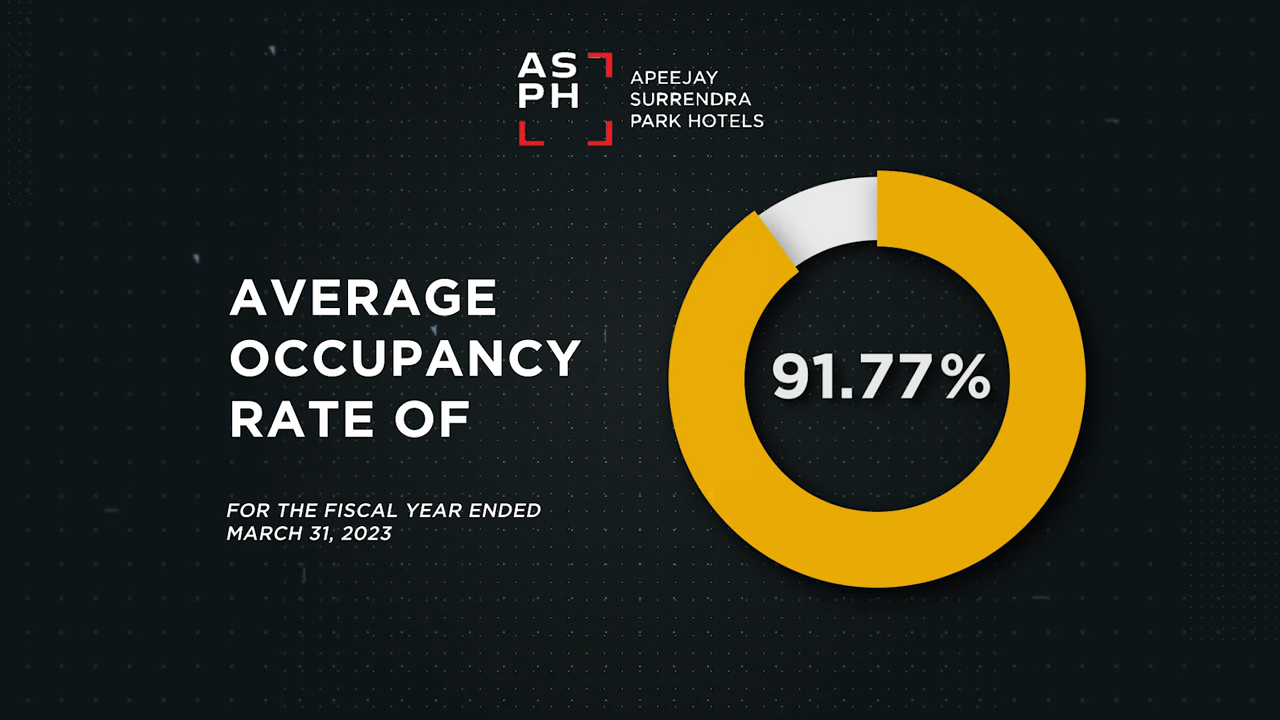 AS
PH
APEEJAY
SURRENDRA
PARK HOTELS
AVERAGE
OCCUPANCY
RATE OF
91.77%
FOR THE FISCAL YEAR ENDED
MARCH 31, 2023